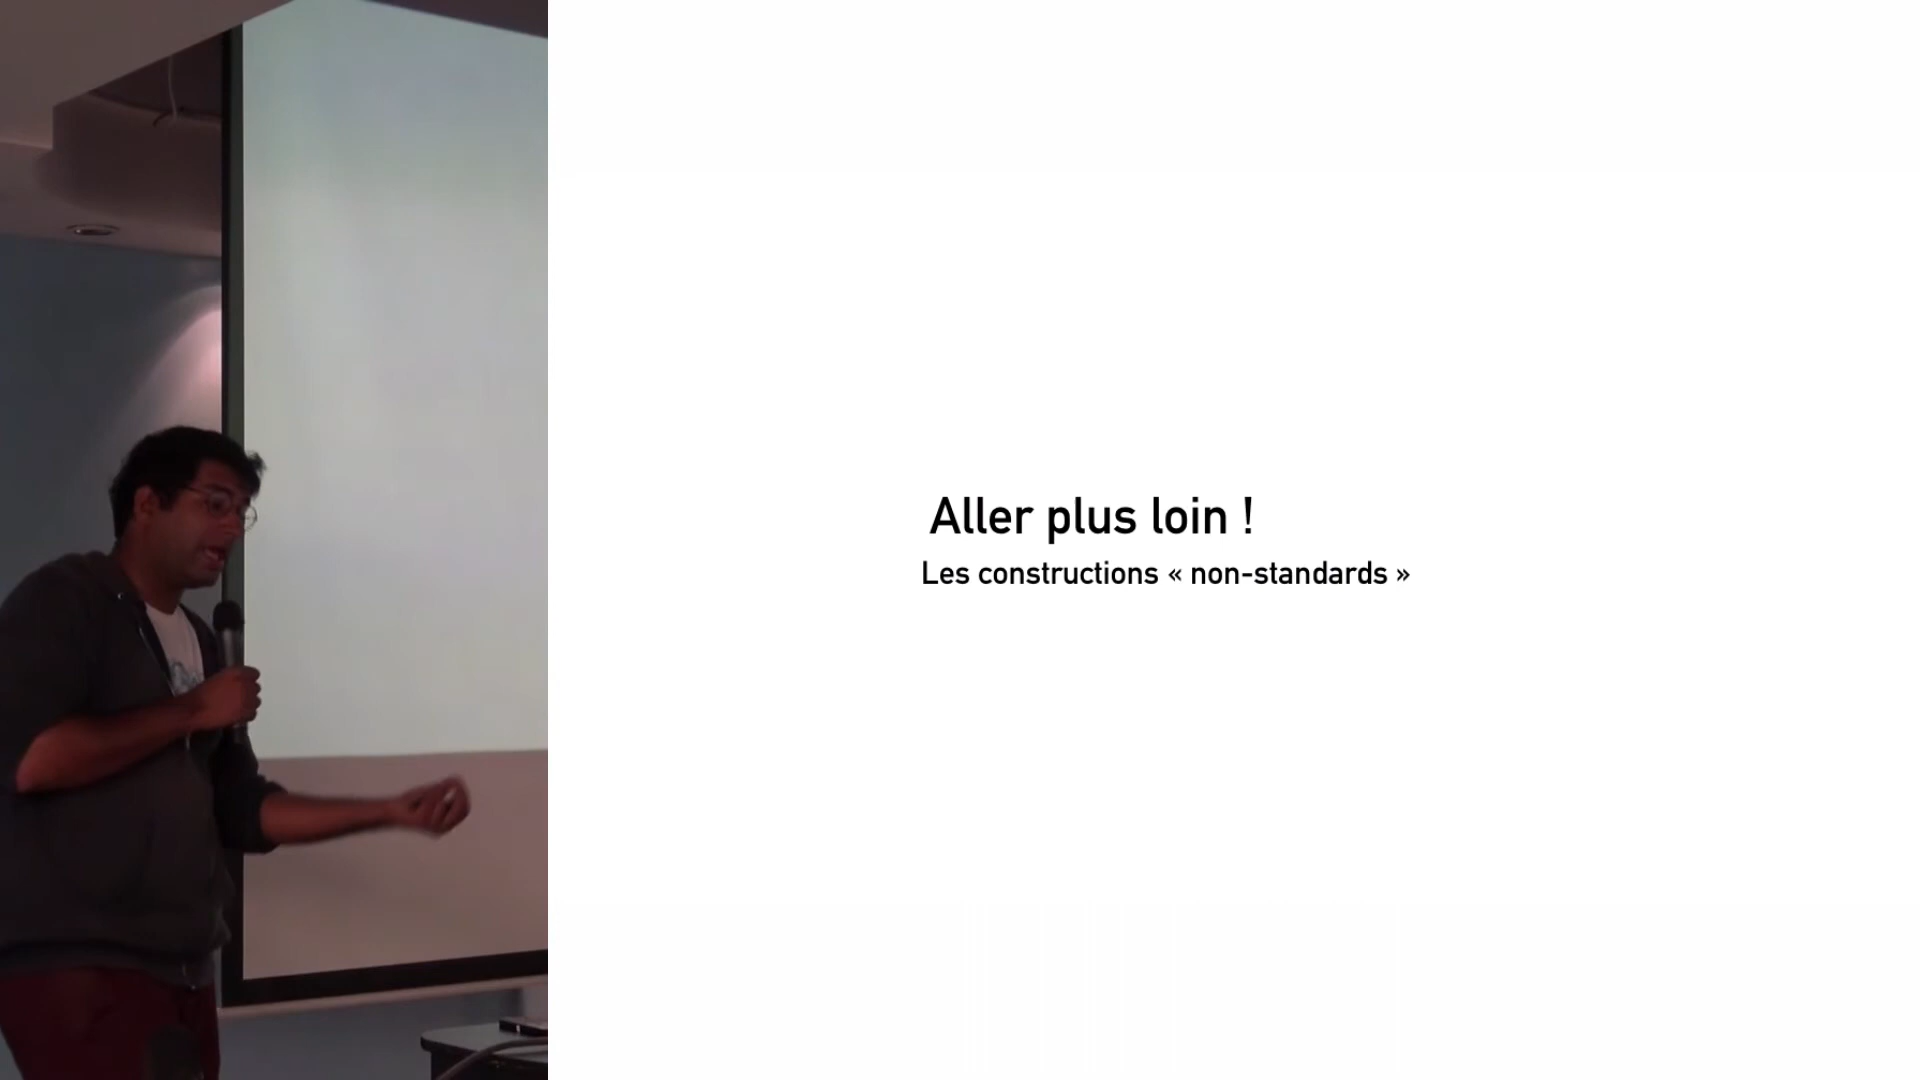 Aller plus loin !
Les constructions « non-standards »